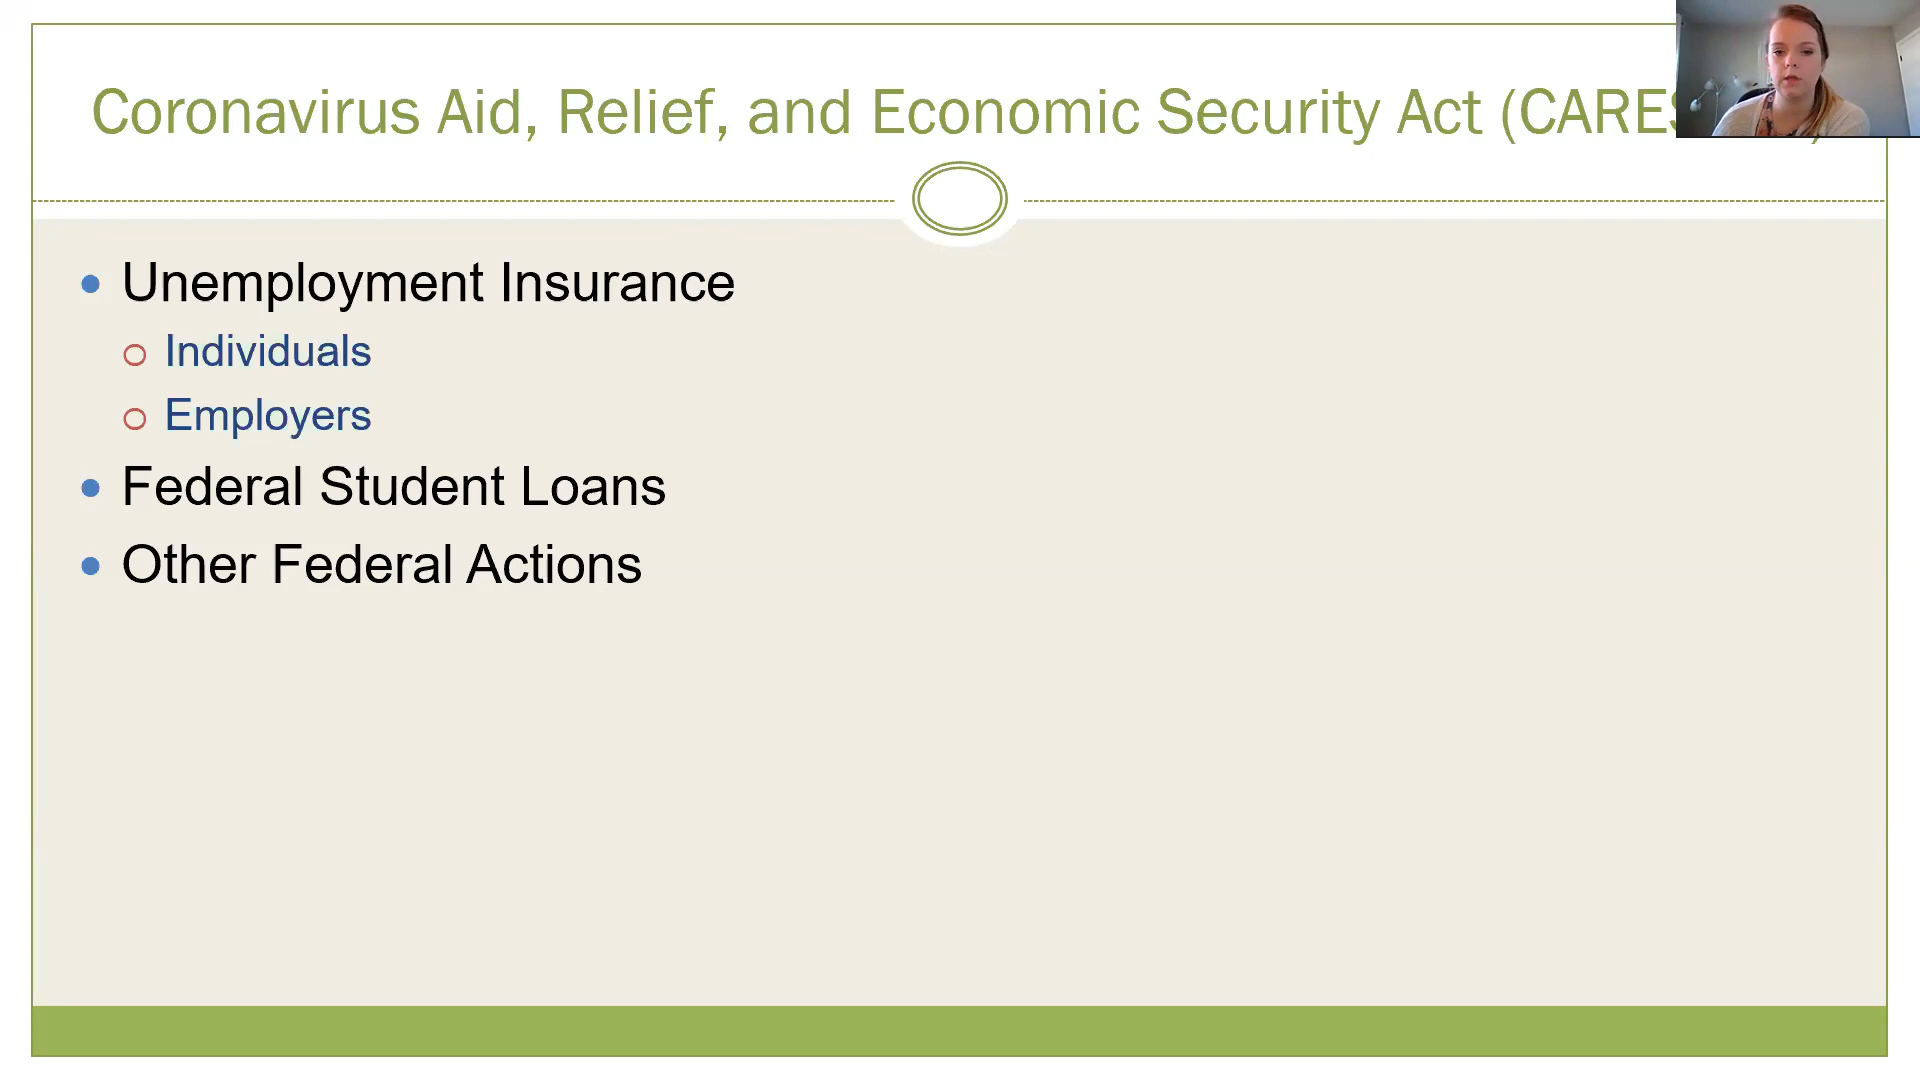 Coronavirus Aid, Relief, and Economic Security Act (CARES
Unemployment Insurance
Individuals
Employers
Federal Student Loans
Other Federal Actions